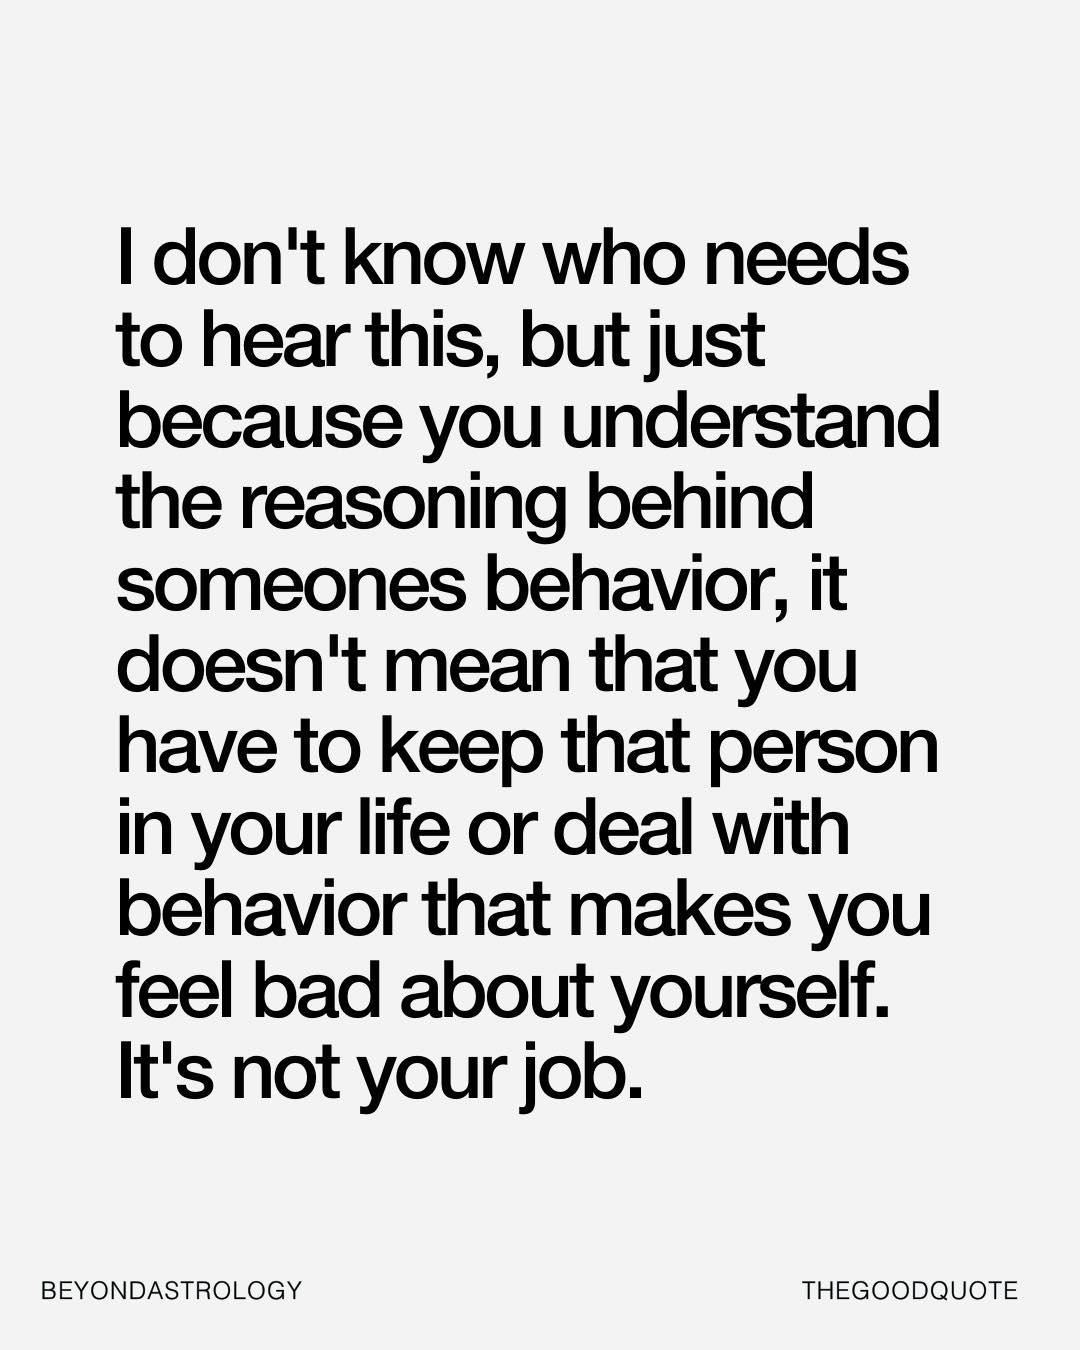 I don't know who needs
to hear this, but just
because you understand
the reasoning behind
someones behavior, it
doesn't mean that you
have to keep that person
in your life or deal with
behavior that makes you
feel bad about yourself.
It's not your job.
BEYONDASTROLOGY
THEGOODQUOTE